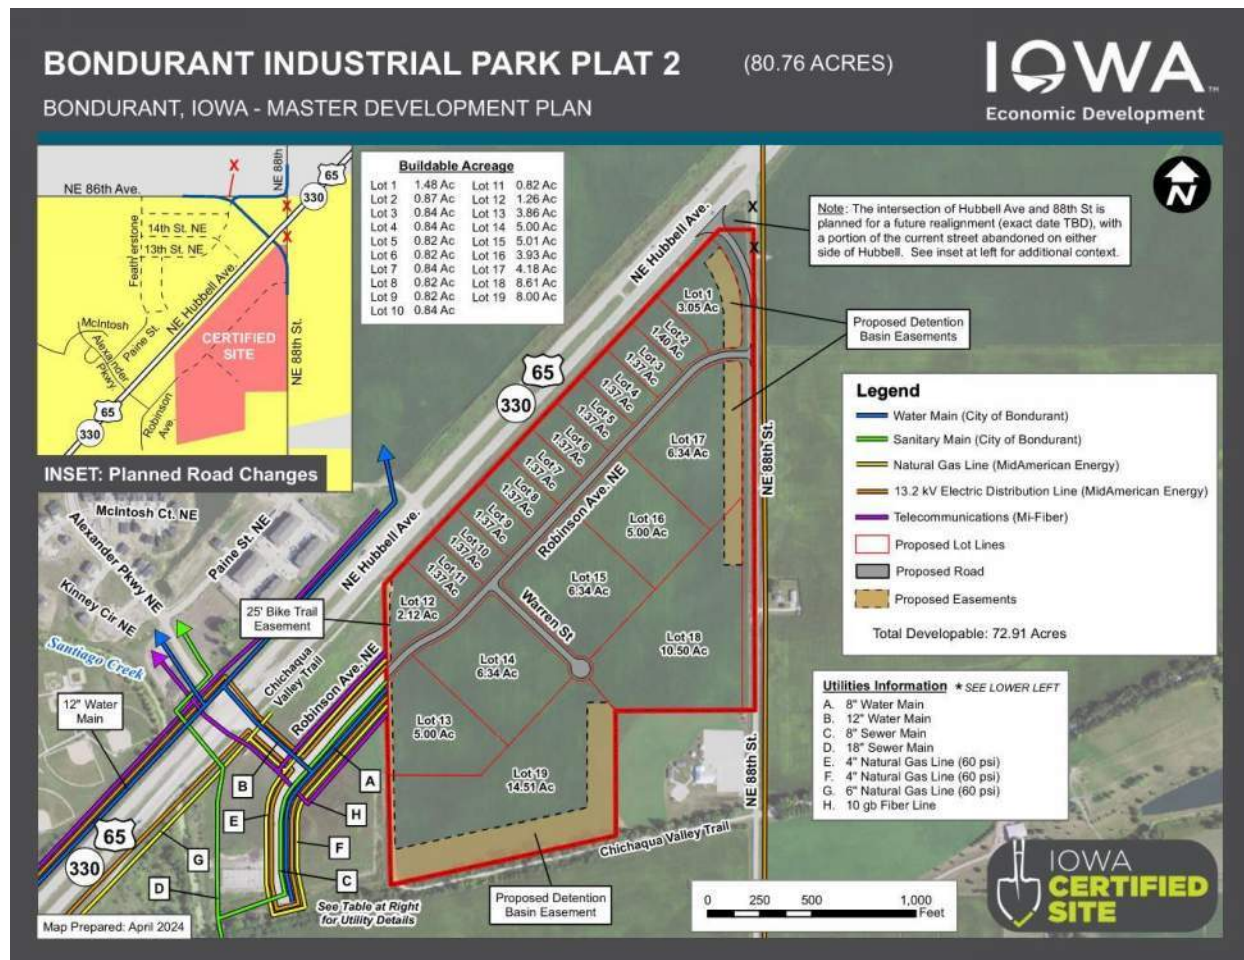 BONDURANT INDUSTRIAL PARK PLAT 2 (80.76 ACRES)
BONDURANT, IOWA - MASTER DEVELOPMENT PLAN
IOWA™
Economic Development
NE 86th Ave.
X
NE 88th
65
330
X
X
14th St. NE
13th St. NE
Featherstone
NE Hubbell Ave.
McIntosh
Alexander Pkwy
Paine St.
CERTIFIED
SITE
NE 88th St.
Robinson Ave.
65
330
INSET: Planned Road Changes
Buildable Acreage
Lot 1 1.48 Ac Lot 11 0.82 Ac
Lot 2 0.87 Ac Lot 12 1.26 Ac
Lot 3 0.84 Ac Lot 13 3.86 Ac
Lot 4 0.84 Ac Lot 14 5.00 Ac
Lot 5 0.82 Ac Lot 15 5.01 Ac
Lot 6 0.82 Ac Lot 16 3.93 Ac
Lot 7 0.84 Ac Lot 17 4.18 Ac
Lot 8 0.82 Ac Lot 18 8.61 Ac
Lot 9 0.82 Ac Lot 19 8.00 Ac
Lot 10 0.84 Ac
NE Hubbell Ave.
X
X
Note: The intersection of Hubbell Ave and 88th St is
planned for a future realignment (exact date TBD), with
a portion of the current street abandoned on either
side of Hubbell. See inset at left for additional context.
N
Proposed Detention
Basin Easements
65
330
Lot 1
3.05 Ac
Lot 2
1.40 Ac
Lot 3
1.37 Ac
Lot 4
1.37 Ac
Lot 5
1.37 Ac
Lot 6
1.37 Ac
Lot 7
1.37 Ac
Lot 8
1.37 Ac
Lot 9
1.37 Ac
Lot 10
1.37 Ac
Lot 11
1.37 Ac
Lot 12
2.12 Ac
Lot 17
6.34 Ac
Lot 16
5.00 Ac
Lot 15
6.34 Ac
Lot 18
10.50 Ac
Lot 14
6.34 Ac
Lot 13
5.00 Ac
Lot 19
14.51 Ac
Robinson Ave. NE
Warren St
NE 88th St.
NE 88th St.
Legend
Water Main (City of Bondurant)
Sanitary Main (City of Bondurant)
Natural Gas Line (MidAmerican Energy)
13.2 kV Electric Distribution Line (MidAmerican Energy)
Telecommunications (Mi-Fiber)
Proposed Lot Lines
Proposed Road
Proposed Easements
Total Developable: 72.91 Acres
Utilities Information *SEE LOWER LEFT
A. 8" Water Main
B. 12" Water Main
C. 8" Sewer Main
D. 18" Sewer Main
E. 4" Natural Gas Line (60 psi)
F. 4" Natural Gas Line (60 psi)
G. 6" Natural Gas Line (60 psi)
H. 10 gb Fiber Line
McIntosh Ct. NE
Alexander Pkwy NE
Paine St. NE
Kinney Cir NE
NE Hubbell Ave.
Santiago Creek
25' Bike Trail
Easement
Chichaqua
Valley Trail
Robinson Ave. NE
12" Water
Main
A
B
H
E
F
G
C
D
65
330
See Table at Right
for Utility Details
Map Prepared: April 2024
Proposed Detention
Basin Easement
Chichaqua Valley Trail
0 250 500 1,000
Feet
IOWA
CERTIFIED
SITE